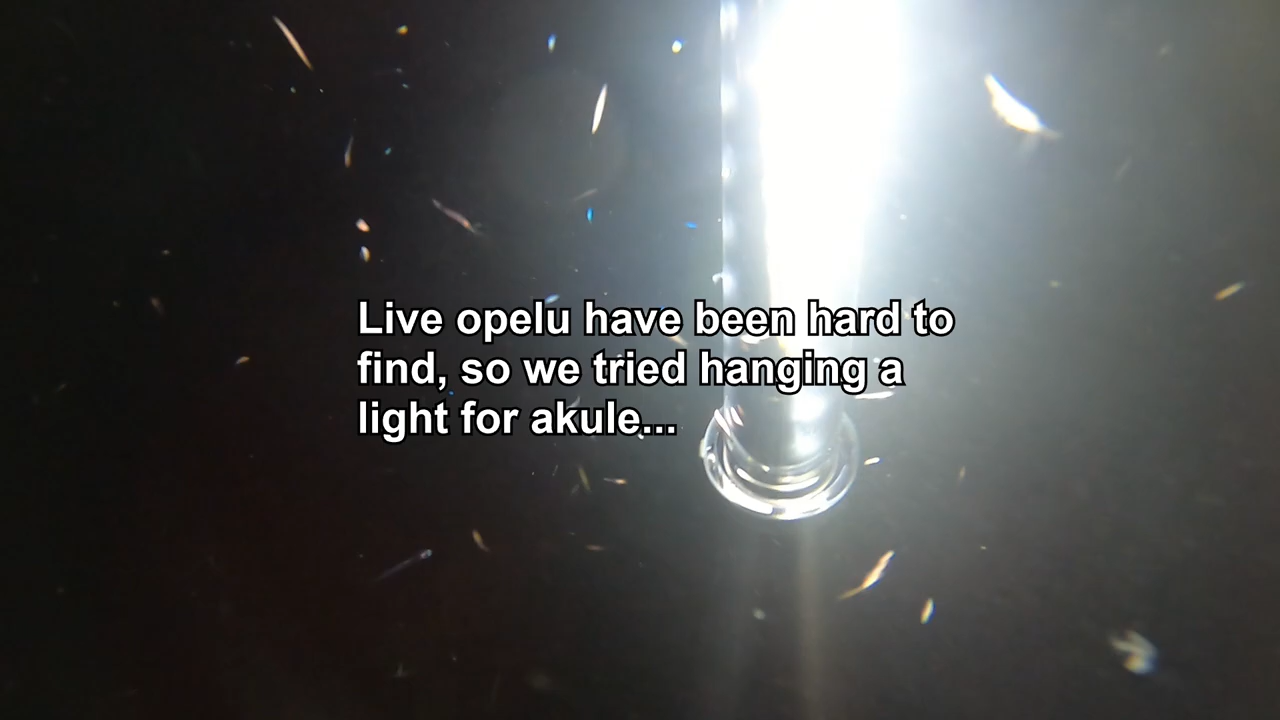 Live opelu have been hard to
find, so we tried hanging a
light for akule...